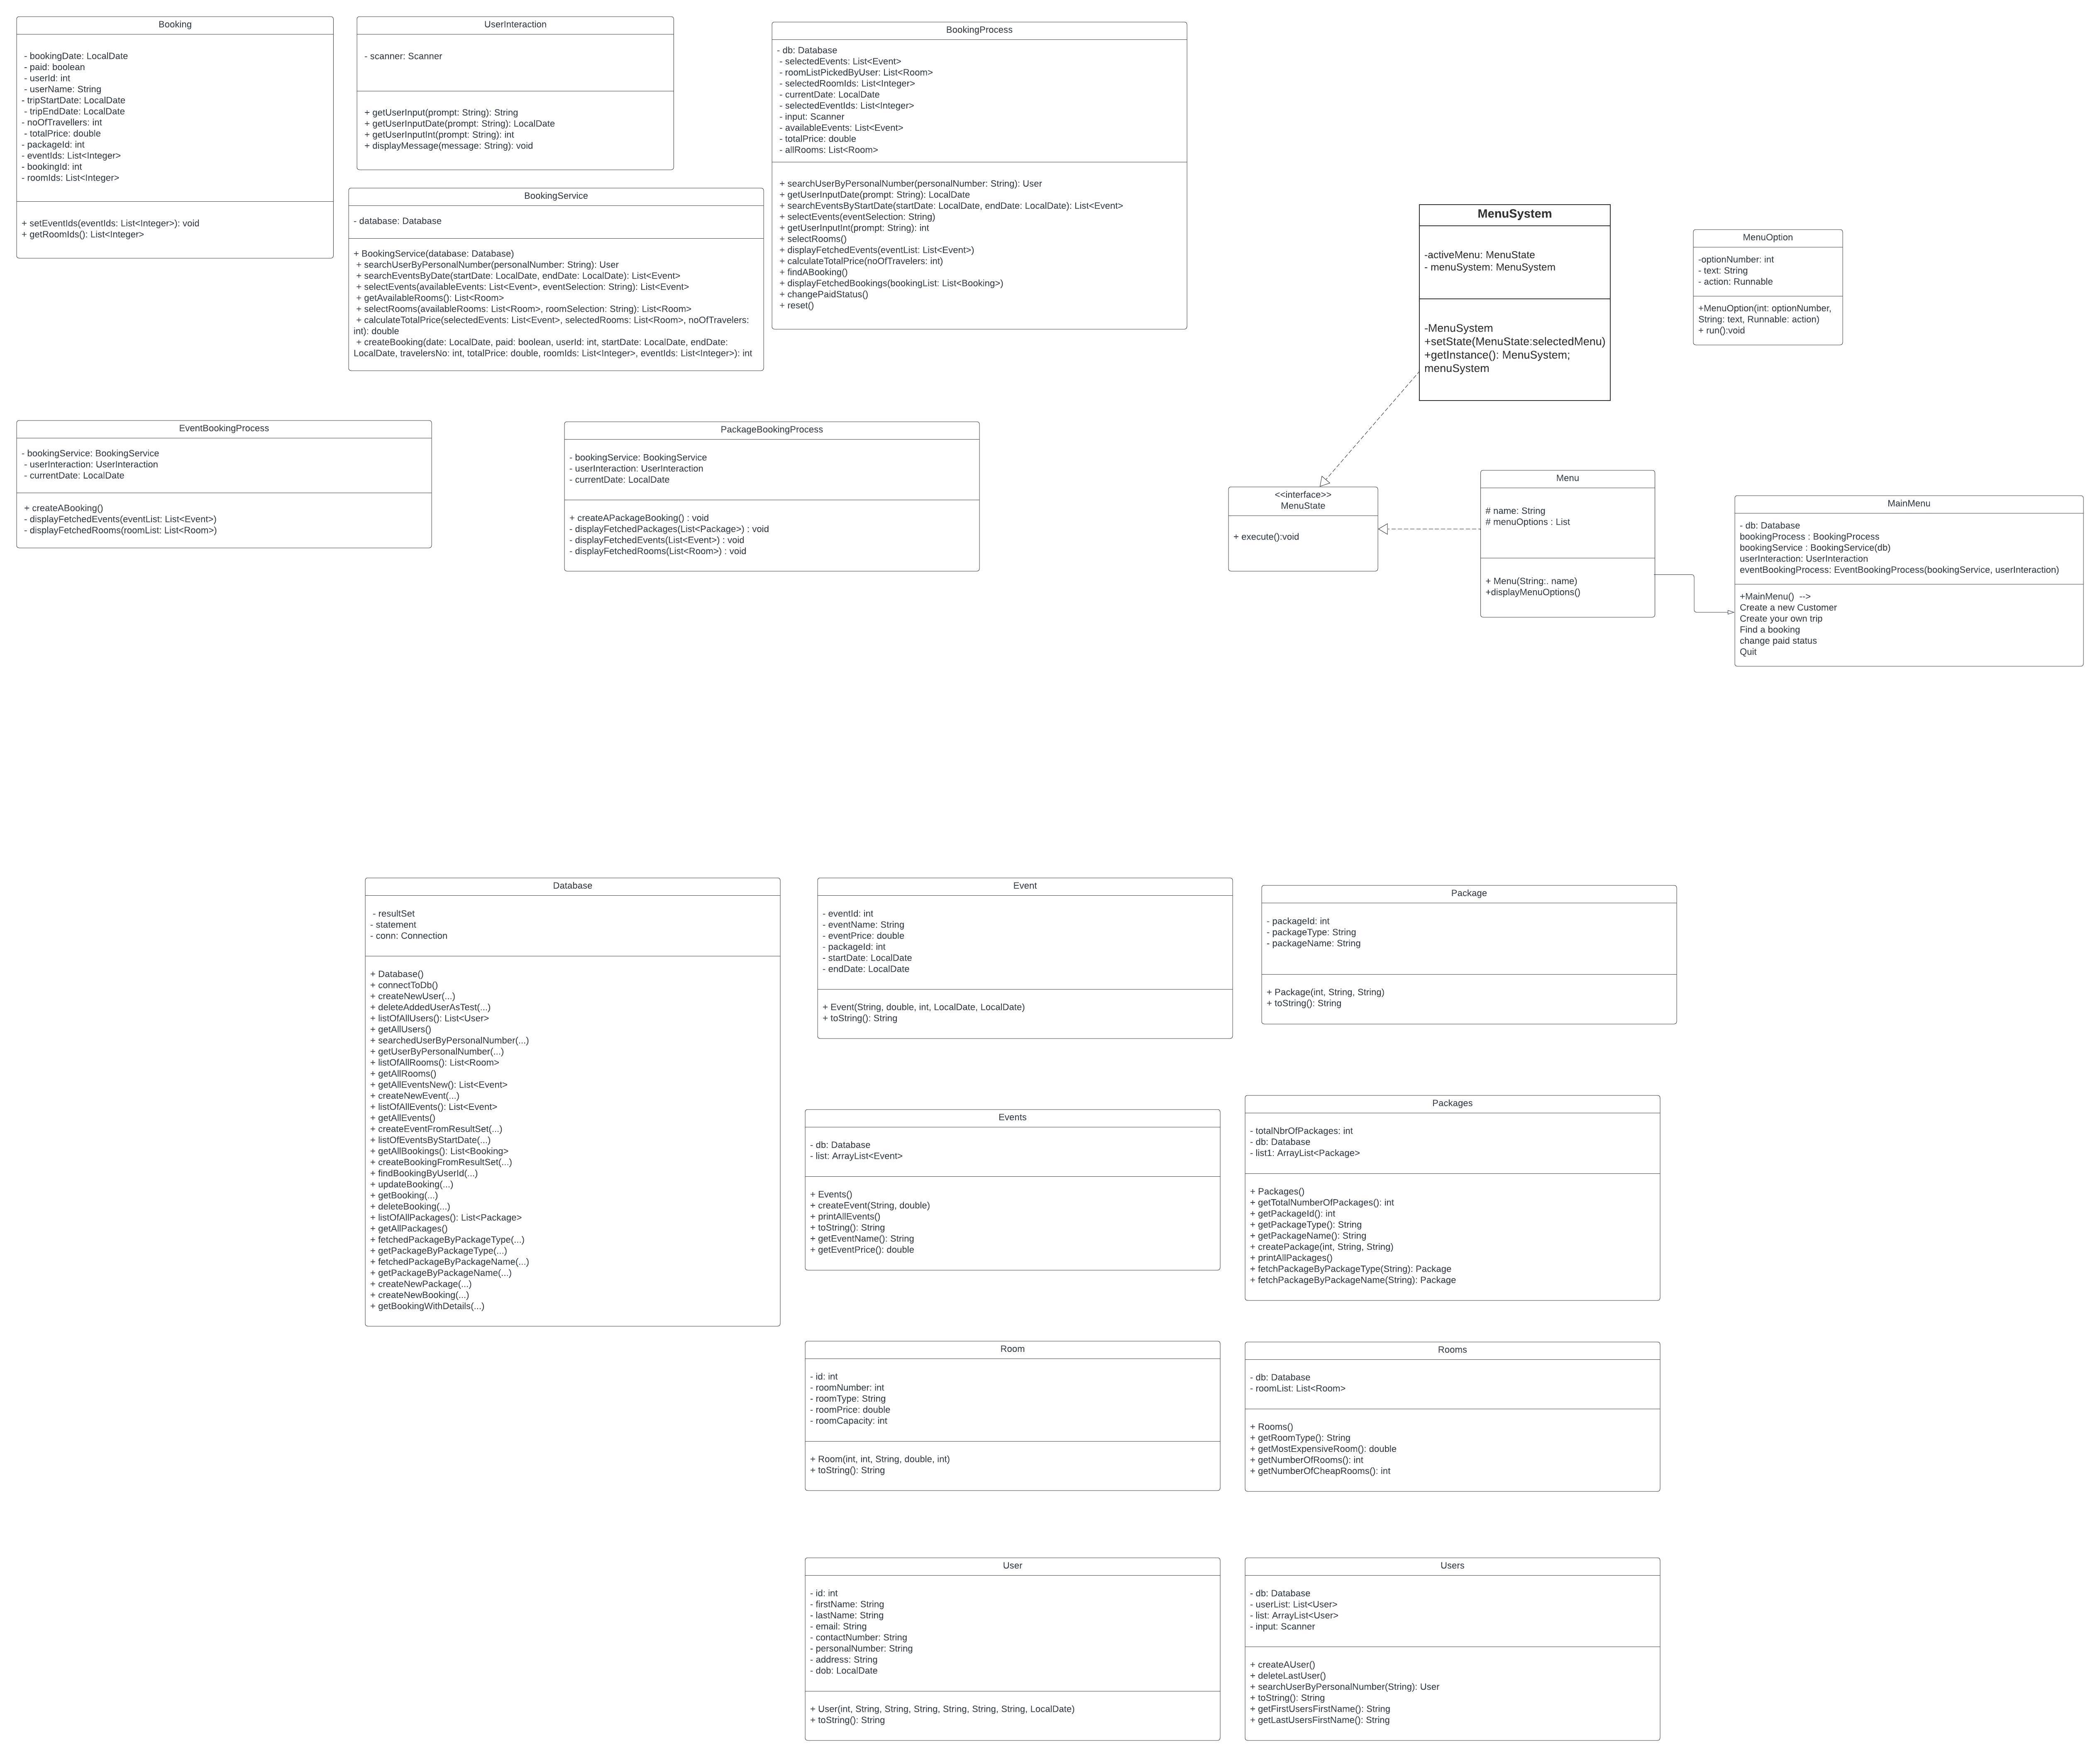 Booking
- bookingDate: LocalDate
- paid: boolean
- userId: int
- userName: String
- tripStartDate: LocalDate
- tripEndDate: LocalDate
- noOfTravellers: int
- totalPrice: double
- packageId: int
- eventIds: List<Integer>
- bookingId: int
- roomIds: List<Integer>
+ setEventIds(eventIds: List<Integer>): void
+ getRoomIds(): List<Integer>
UserInteraction
- scanner: Scanner
+ getUserInput(prompt: String): String
+ getUserInputDate(prompt: String): LocalDate
+ getUserInputInt(prompt: String): int
+ displayMessage(message: String): void
BookingService
- database: Database
+ BookingService(database: Database)
+ searchUserByPersonalNumber(personalNumber: String): User
+ searchEventsByDate(startDate: LocalDate, endDate: LocalDate): List<Event>
+ selectEvents(availableEvents: List<Event>, eventSelection: String): List<Event>
+ getAvailableRooms(): List<Room>
+ selectRooms(availableRooms: List<Room>, roomSelection: String): List<Room>
+ calculateTotalPrice(selectedEvents: List<Event>, selectedRooms: List<Room>, noOfTravelers:
int): double
+ createBooking(date: LocalDate, paid: boolean, userId: int, startDate: LocalDate, endDate:
LocalDate, travelersNo: int, totalPrice: double, roomIds: List<Integer>, eventIds: List<Integer>): int
BookingProcess
- db: Database
- selectedEvents: List<Event>
- roomListPickedByUser: List<Room>
- selectedRoomIds: List<Integer>
- currentDate: LocalDate
- selectedEventIds: List<Integer>
- input: Scanner
- availableEvents: List<Event>
- totalPrice: double
- allRooms: List<Room>
+ searchUserByPersonalNumber(personalNumber: String): User
+ getUserInputDate(prompt: String): LocalDate
+ searchEventsByStartDate(startDate: LocalDate, endDate: LocalDate): List<Event>
+ selectEvents(eventSelection: String)
+ getUserInputInt(prompt: String): int
+ selectRooms()
+ displayFetchedEvents(eventList: List<Event>)
+ calculateTotalPrice(noOfTravelers: int)
+ findABooking()
+ displayFetchedBookings(bookingList: List<Booking>)
+ changePaidStatus()
+ reset()
MenuSystem
-activeMenu: MenuState
- menuSystem: MenuSystem
-MenuSystem
+setState(MenuState:selectedMenu)
+getInstance(): MenuSystem;
menuSystem
MenuOption
-optionNumber: int
- text: String
- action: Runnable
+MenuOption(int: optionNumber,
String: text, Runnable: action)
+ run():void
EventBookingProcess
- bookingService: BookingService
- userInteraction: UserInteraction
- currentDate: LocalDate
+ createABooking()
- displayFetchedEvents(eventList: List<Event>)
- displayFetchedRooms(roomList: List<Room>)
PackageBookingProcess
- bookingService: BookingService
- userInteraction: UserInteraction
- currentDate: LocalDate
+ createAPackageBooking() : void
- displayFetchedPackages(List<Package>) : void
- displayFetchedEvents(List<Event>) : void
- displayFetchedRooms(List<Room>) : void
<<interface>>
MenuState
+ execute():void
Menu
# name: String
# menuOptions : List
+ Menu(String:. name)
+displayMenuOptions()
MainMenu
- db: Database
bookingProcess : BookingProcess
bookingService : BookingService(db)
userInteraction: UserInteraction
eventBookingProcess: EventBookingProcess(bookingService, userInteraction)
+MainMenu()  -->
Create a new Customer
Create your own trip
Find a booking
change paid status
Quit
Database
- resultSet
- statement
- conn: Connection
+ Database()
+ connectToDb()
+ createNewUser(...)
+ deleteAddedUserAsTest(...)
+ listOfAllUsers(): List<User>
+ getAllUsers()
+ searchedUserByPersonalNumber(...)
+ getUserByPersonalNumber(...)
+ listOfAllRooms(): List<Room>
+ getAllRooms()
+ getAllEventsNew(): List<Event>
+ createNewEvent(...)
+ listOfAllEvents(): List<Event>
+ getAllEvents()
+ createEventFromResultSet(...)
+ listOfEventsByStartDate(...)
+ getAllBookings(): List<Booking>
+ createBookingFromResultSet(...)
+ findBookingByUserId(...)
+ updateBooking(...)
+ getBooking(...)
+ deleteBooking(...)
+ listOfAllPackages(): List<Package>
+ getAllPackages()
+ fetchedPackageByPackageType(...)
+ getPackageByPackageType(...)
+ fetchedPackageByPackageName(...)
+ getPackageByPackageName(...)
+ createNewPackage(...)
+ createNewBooking(...)
+ getBookingWithDetails(...)
Event
- eventId: int
- eventName: String
- eventPrice: double
- packageId: int
- startDate: LocalDate
- endDate: LocalDate
+ Event(String, double, int, LocalDate, LocalDate)
+ toString(): String
Package
- packageId: int
- packageType: String
- packageName: String
+ Package(int, String, String)
+ toString(): String
Events
- db: Database
- list: ArrayList<Event>
+ Events()
+ createEvent(String, double)
+ printAllEvents()
+ toString(): String
+ getEventName(): String
+ getEventPrice(): double
Packages
- totalNbrOfPackages: int
- db: Database
- list1: ArrayList<Package>
+ Packages()
+ getTotalNumberOfPackages(): int
+ getPackageId(): int
+ getPackageType(): String
+ getPackageName(): String
+ createPackage(int, String, String)
+ printAllPackages()
+ fetchPackageByPackageType(String): Package
+ fetchPackageByPackageName(String): Package
Room
- id: int
- roomNumber: int
- roomType: String
- roomPrice: double
- roomCapacity: int
+ Room(int, int, String, double, int)
+ toString(): String
Rooms
- db: Database
- roomList: List<Room>
+ Rooms()
+ getRoomType(): String
+ getMostExpensiveRoom(): double
+ getNumberOfRooms(): int
+ getNumberOfCheapRooms(): int
User
- id: int
- firstName: String
- lastName: String
- email: String
- contactNumber: String
- personalNumber: String
- address: String
- dob: LocalDate
+ User(int, String, String, String, String, String, String, LocalDate)
+ toString(): String
Users
- db: Database
- userList: List<User>
- list: ArrayList<User>
- input: Scanner
+ createAUser()
+ deleteLastUser()
+ searchUserByPersonalNumber(String): User
+ toString(): String
+ getFirstUsersFirstName(): String
+ getLastUsersFirstName(): String